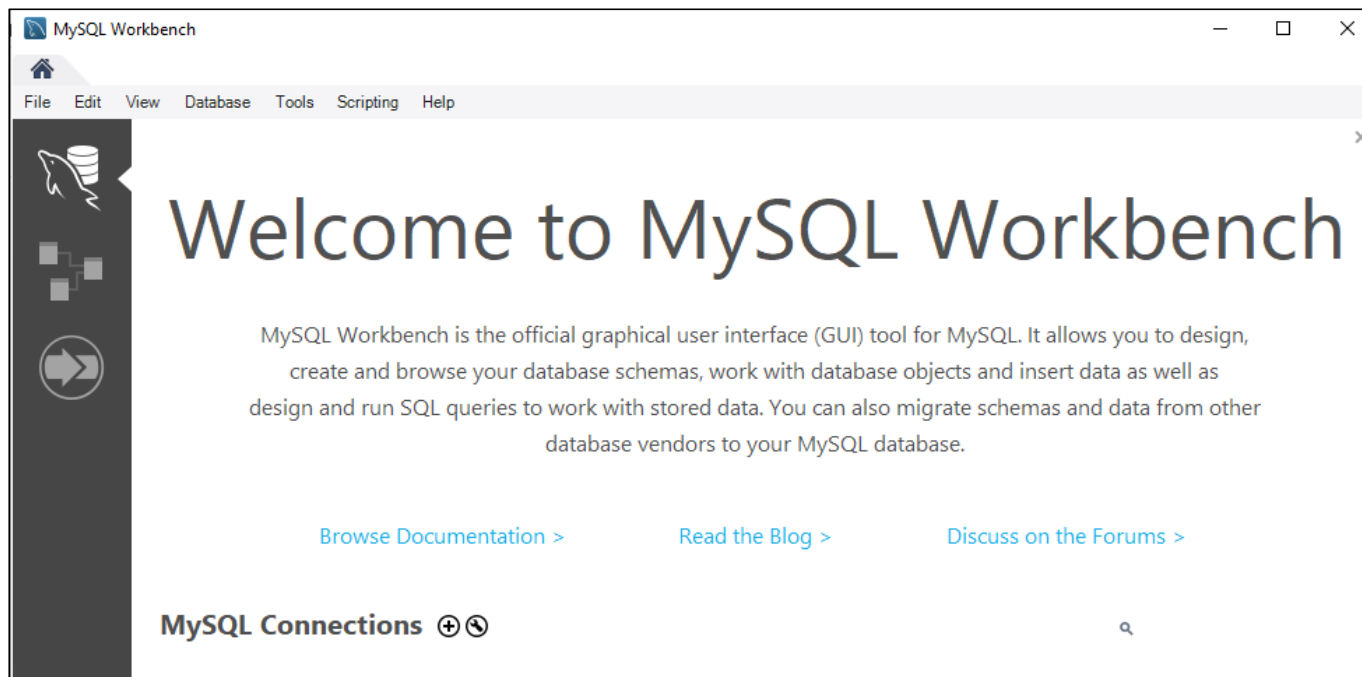 MySQL Workbench
File Edit View Database Tools Scripting Help
Welcome to MySQL Workbench
MySQL Workbench is the official graphical user interface (GUI) tool for MySQL. It allows you to design,
create and browse your database schemas, work with database objects and insert data as well as
design and run SQL queries to work with stored data. You can also migrate schemas and data from other
database vendors to your MySQL database.
Browse Documentation > Read the Blog > Discuss on the Forums >
MySQL Connections